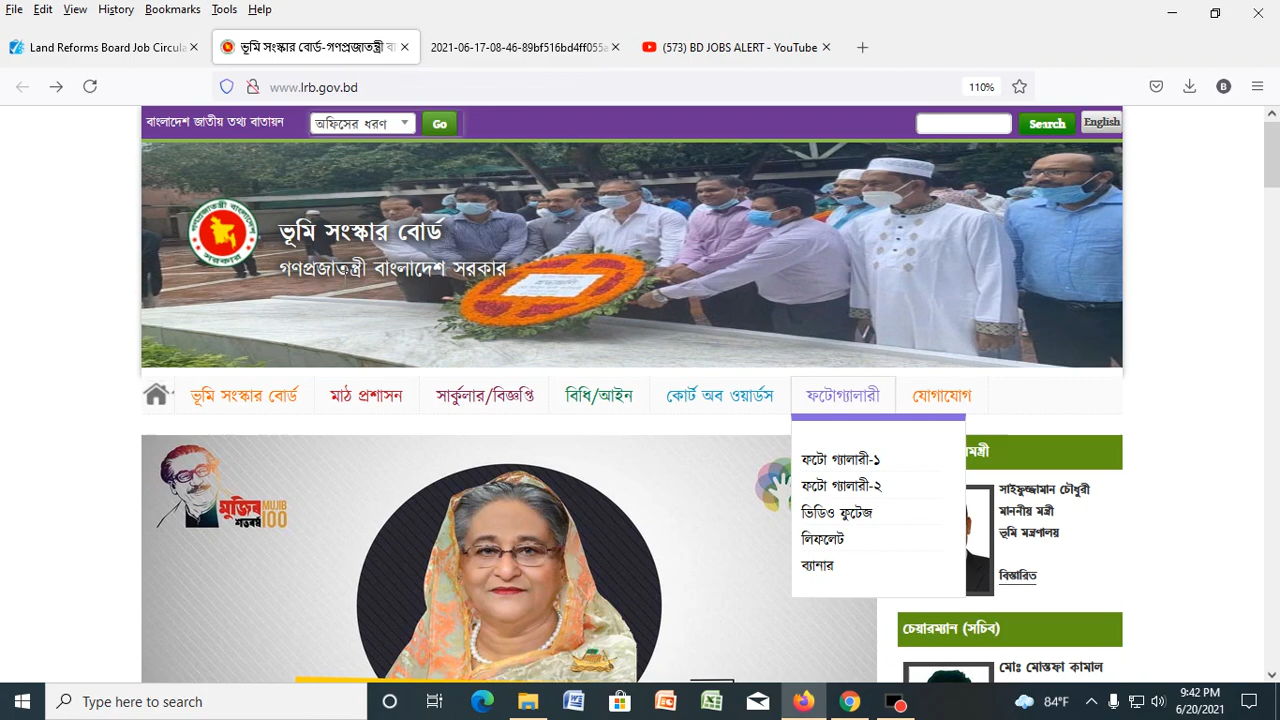 File Edit View History Bookmarks Tools Help
Land Reforms Board Job Circula
ভূমি সংস্কার বোর্ড-গণপ্রজাতন্ত্রী বা
2021-06-17-08-46-89bf516bd4ff055a
(573) BD JOBS ALERT - YouTube
www.lrb.gov.bd
110%
B
বাংলাদেশ জাতীয় তথ্য বাতায়ন
অফিসের ধরণ
Go
Search
English
ভূমি সংস্কার বোর্ড
গণপ্রজাতন্ত্রী বাংলাদেশ সরকার
ভূমি সংস্কার বোর্ড
মাঠ প্রশাসন
সার্কুলার/বিজ্ঞপ্তি
বিধি/আইন
কোর্ট অব ওয়ার্ডস
ফটোগ্যালারী
যোগাযোগ
ফটো গ্যালারী-১
ফটো গ্যালারী-২
ভিডিও ফুটেজ
লিফলেট
ব্যানার
মুজিব MUJIB
শতবর্ষ 100
মন্ত্রী
সাইফুজ্জামান চৌধুরী
মাননীয় মন্ত্রী
ভূমি মন্ত্রণালয়
বিস্তারিত
চেয়ারম্যান (সচিব)
মোঃ মোস্তফা কামাল
Type here to search
84°F
9:42 PM
6/20/2021